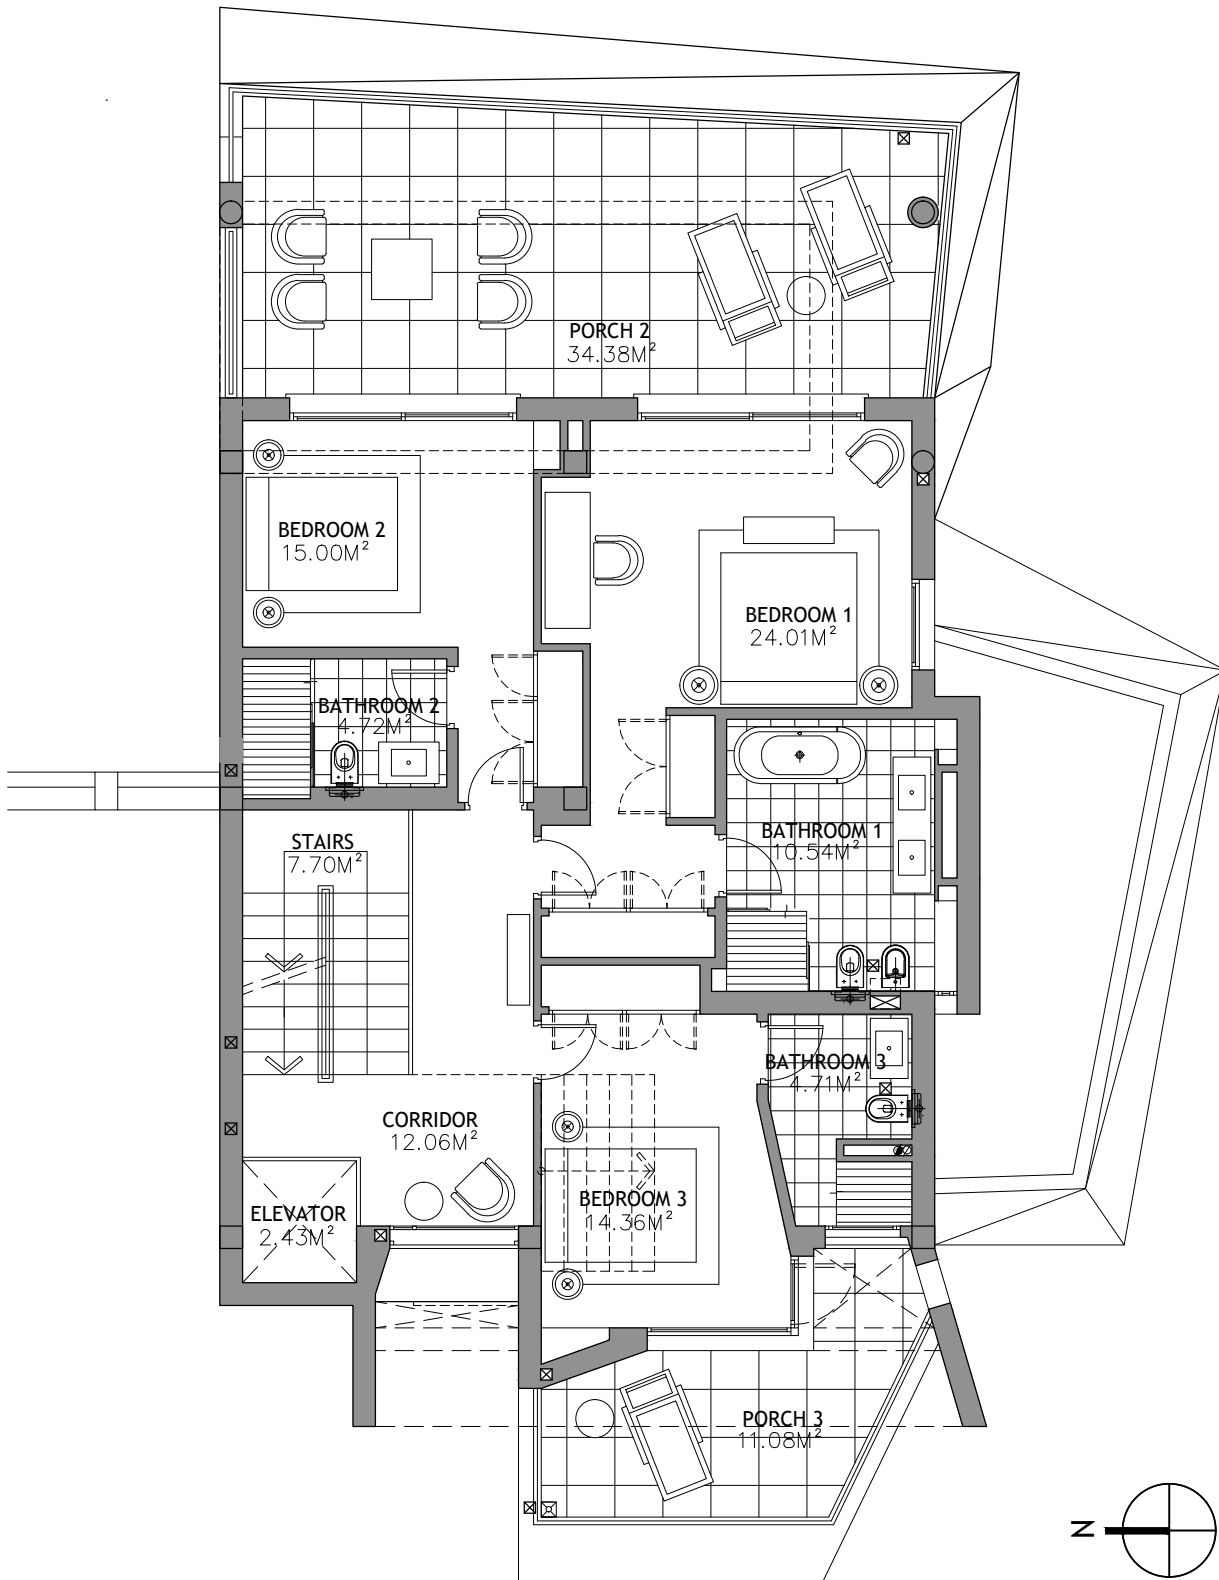 PORCH 2
34.38M²
BEDROOM 2
15.00M²
BEDROOM 1
24.01M²
BATHROOM 2
4.72M²
STAIRS
7.70M²
BATHROOM 1
10.54M²
BATHROOM 3
4.71M²
CORRIDOR
12.06M²
BEDROOM 3
14.36M²
ELEVATOR
2.43M²
PORCH 3
11.08M²
N